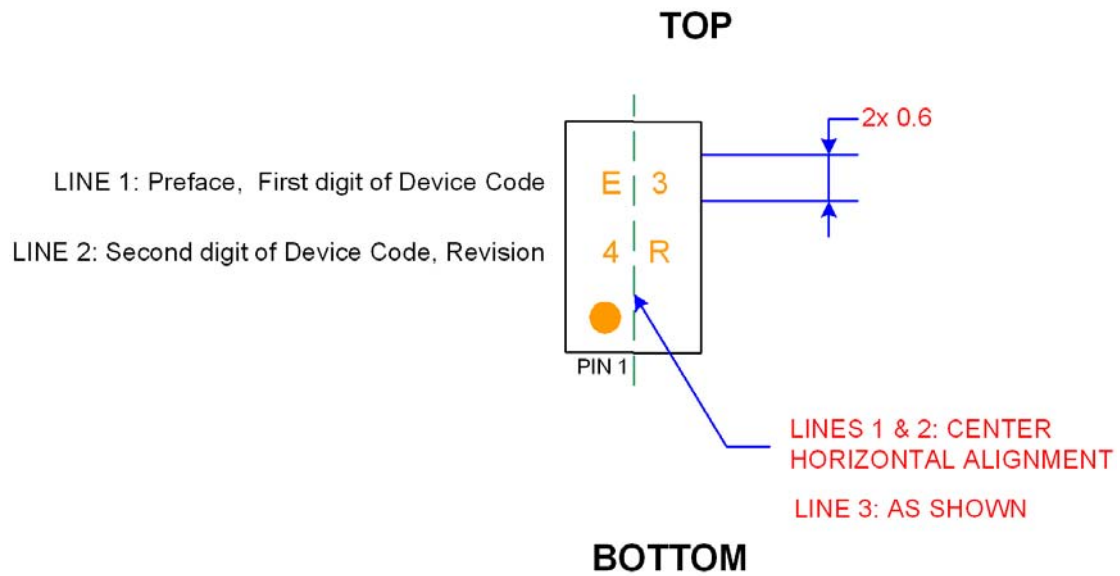 TOP
2x 0.6
LINE 1: Preface, First digit of Device Code
E 3
LINE 2: Second digit of Device Code, Revision
4 R
PIN 1
LINES 1 & 2: CENTER
HORIZONTAL ALIGNMENT
LINE 3: AS SHOWN
BOTTOM